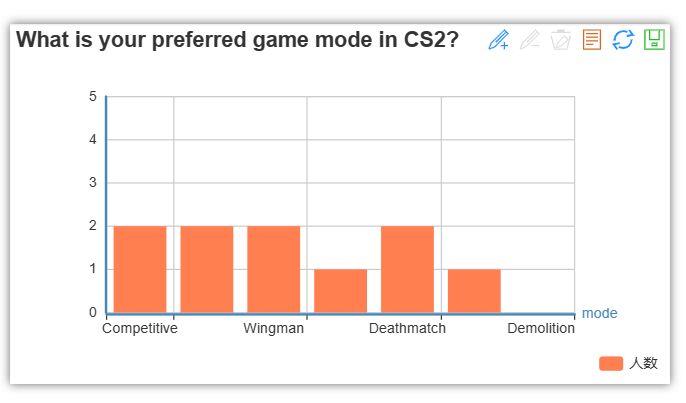 What is your preferred game mode in CS2?
5
4
3
2
1
0
Competitive Wingman Deathmatch Demolition
mode
人数